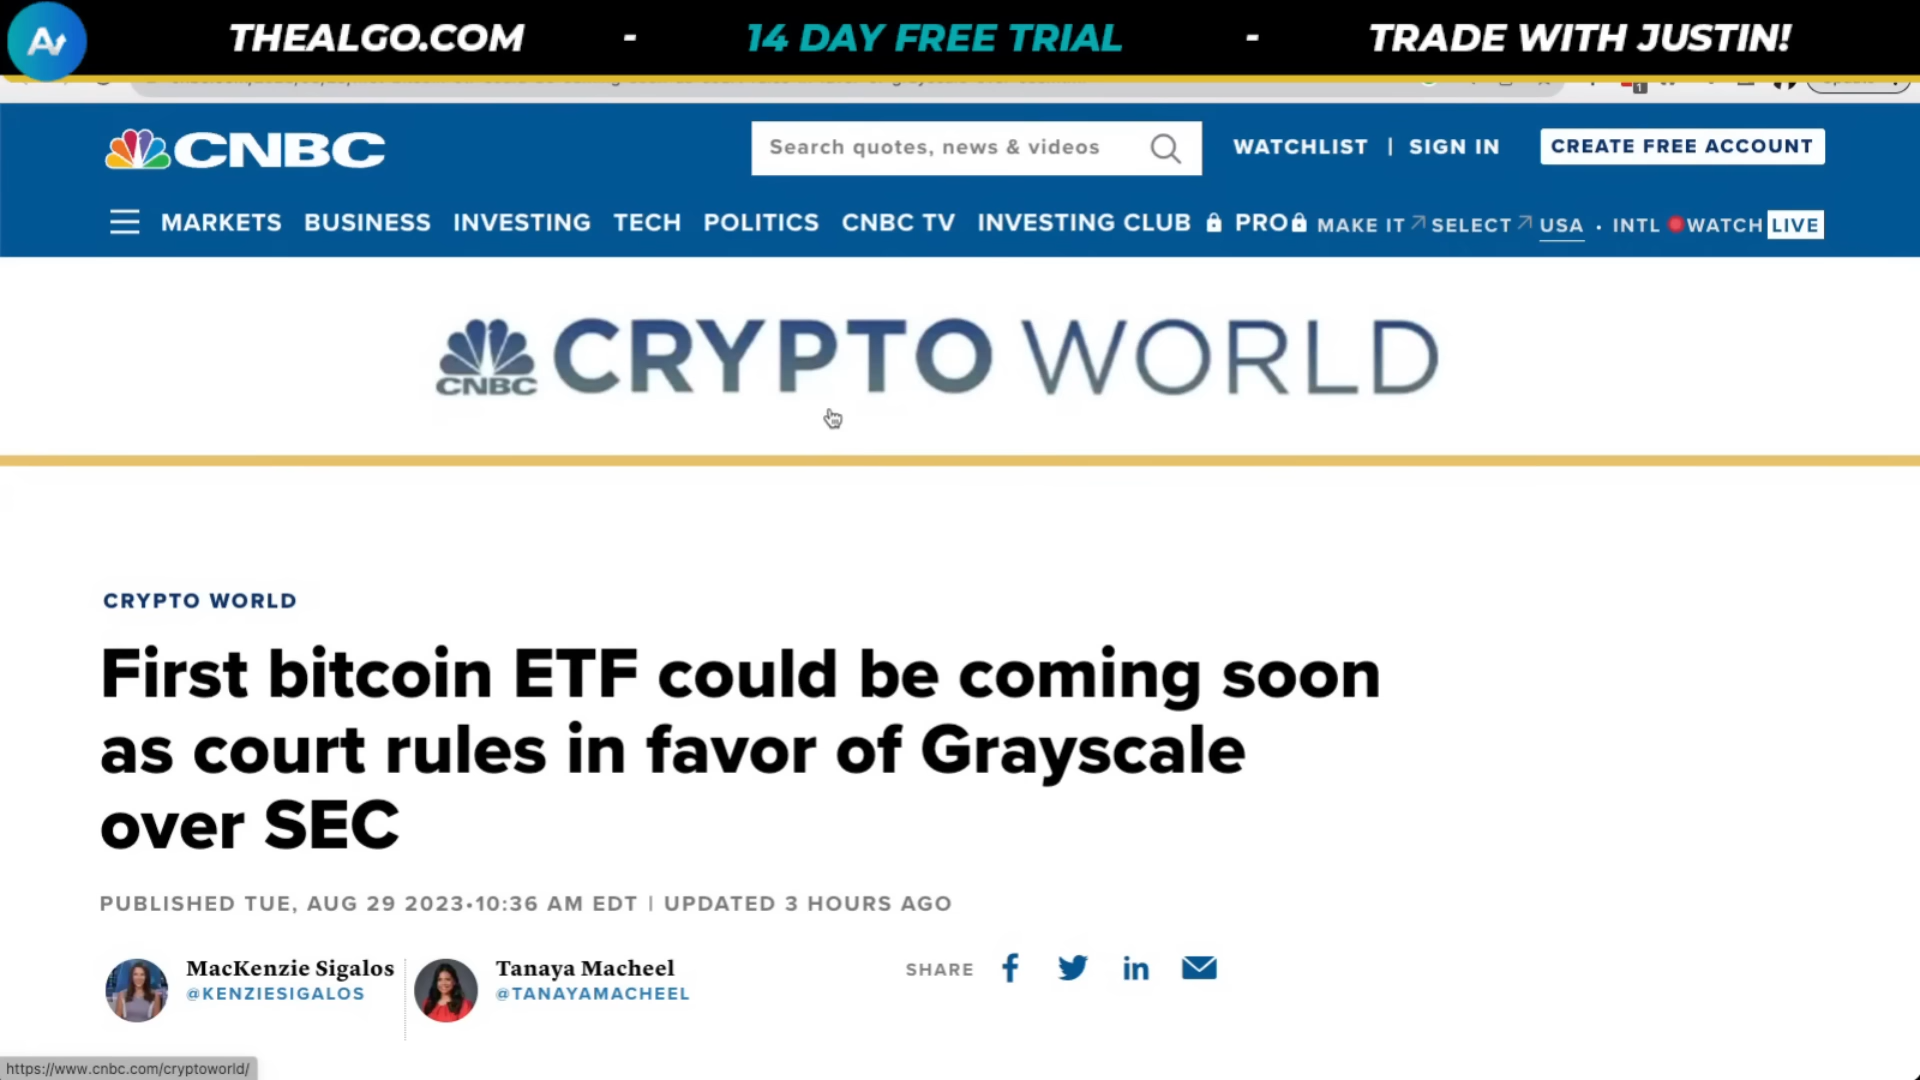 THEALGO.COM - 14 DAY FREE TRIAL - TRADE WITH JUSTIN!
CNBC
Search quotes, news & videos
WATCHLIST | SIGN IN
CREATE FREE ACCOUNT
MARKETS BUSINESS INVESTING TECH POLITICS CNBC TV INVESTING CLUB PRO MAKE IT SELECT USA · INTL WATCH LIVE
CNBC CRYPTO WORLD
CRYPTO WORLD
First bitcoin ETF could be coming soon
as court rules in favor of Grayscale
over SEC
PUBLISHED TUE, AUG 29 2023•10:36 AM EDT | UPDATED 3 HOURS AGO
MacKenzie Sigalos
@KENZIESIGALOS
Tanaya Macheel
@TANAYAMACHEEL
SHARE
https://www.cnbc.com/cryptoworld/